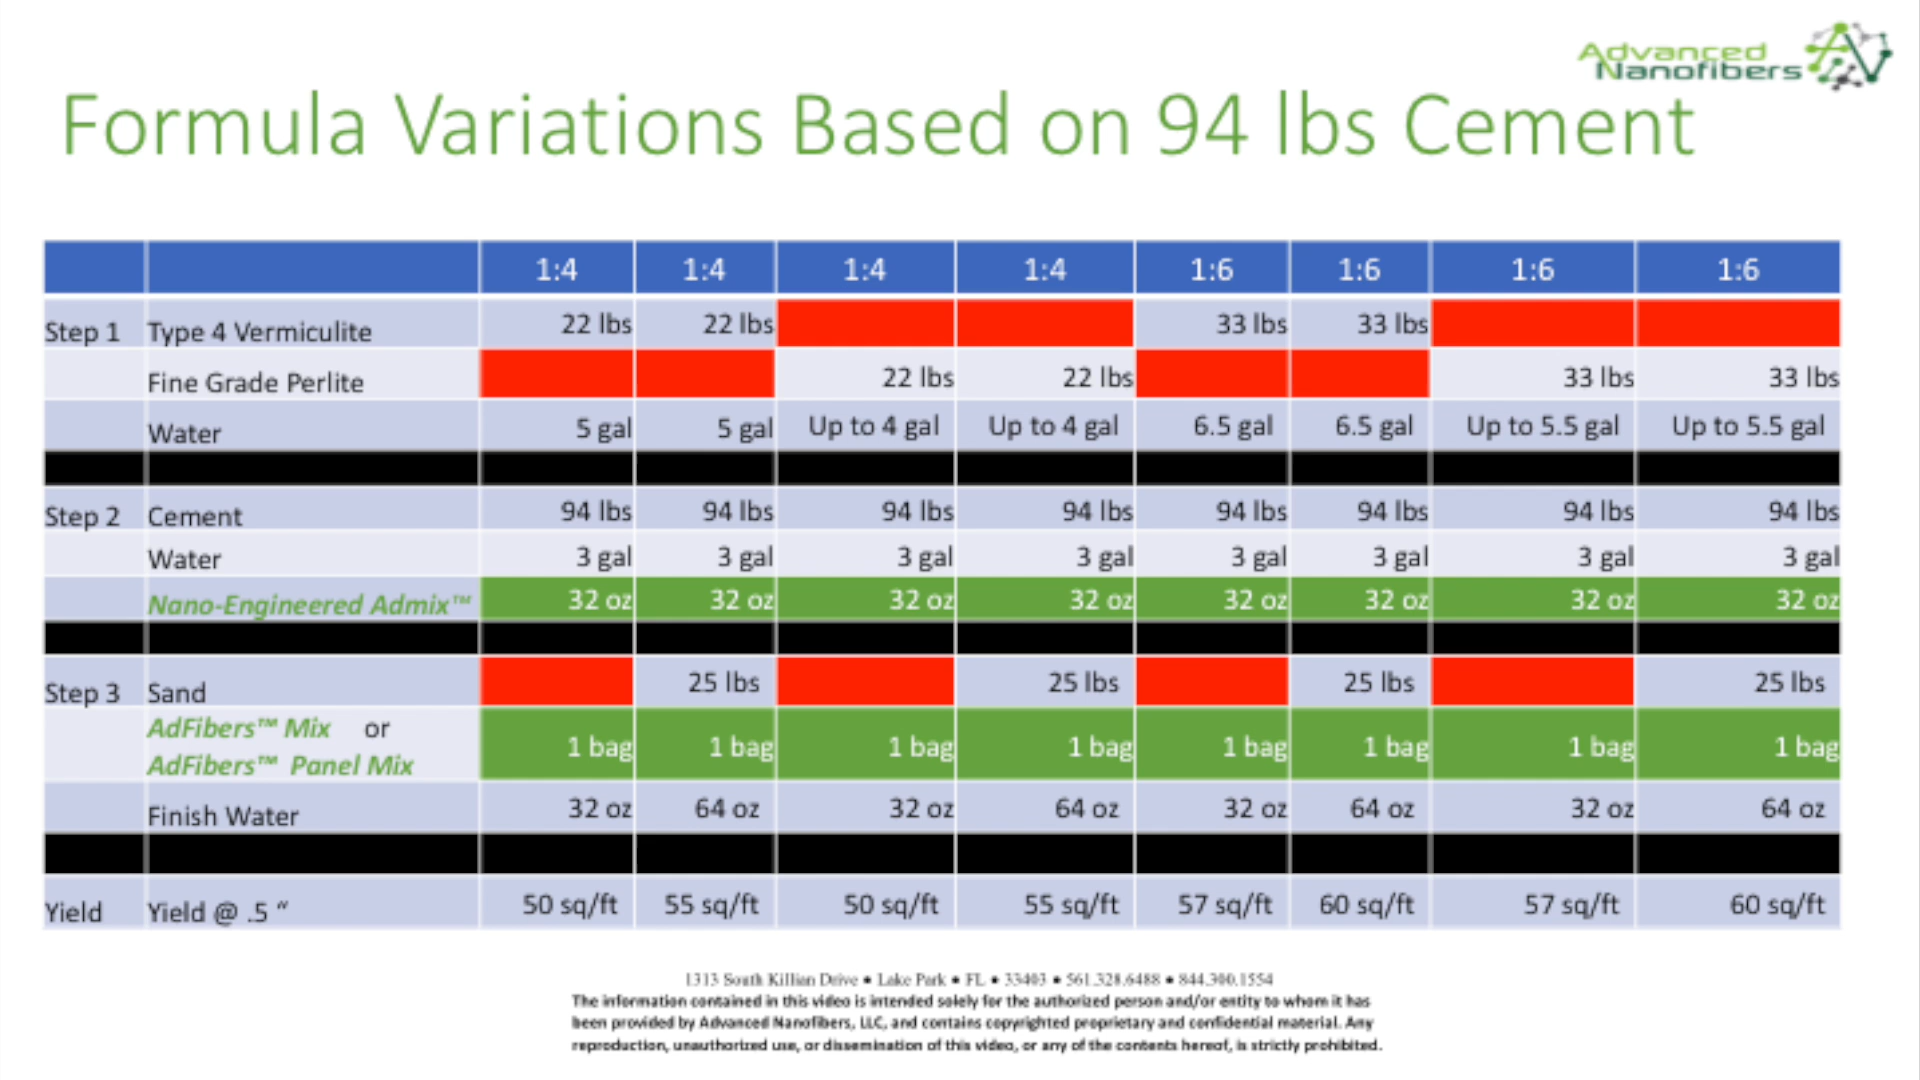 Advanced
Nanofibers
Formula Variations Based on 94 lbs Cement
1:4 1:4 1:4 1:4 1:6 1:6 1:6 1:6
Step 1 Type 4 Vermiculite 22 lbs 22 lbs 33 lbs 33 lbs
Fine Grade Perlite 22 lbs 22 lbs 33 lbs 33 lbs
Water 5 gal 5 gal Up to 4 gal Up to 4 gal 6.5 gal 6.5 gal Up to 5.5 gal Up to 5.5 gal
Step 2 Cement 94 lbs 94 lbs 94 lbs 94 lbs 94 lbs 94 lbs 94 lbs 94 lbs
Water 3 gal 3 gal 3 gal 3 gal 3 gal 3 gal 3 gal 3 gal
Nano-Engineered Admix™ 32 oz 32 oz 32 oz 32 oz 32 oz 32 oz 32 oz 32 oz
Step 3 Sand 25 lbs 25 lbs 25 lbs 25 lbs
AdFibers™ Mix or
AdFibers™ Panel Mix 1 bag 1 bag 1 bag 1 bag 1 bag 1 bag 1 bag 1 bag
Finish Water 32 oz 64 oz 32 oz 64 oz 32 oz 64 oz 32 oz 64 oz
Yield Yield @ .5 “ 50 sq/ft 55 sq/ft 50 sq/ft 55 sq/ft 57 sq/ft 60 sq/ft 57 sq/ft 60 sq/ft
1313 South Killian Drive • Lake Park • FL • 33403 • 561.328.6488 • 844.300.1554
The information contained in this video is intended solely for the authorized person and/or entity to whom it has
been provided by Advanced Nanofibers, LLC, and contains copyrighted proprietary and confidential material. Any
reproduction, unauthorized use, or dissemination of this video, or any of the contents hereof, is strictly prohibited.